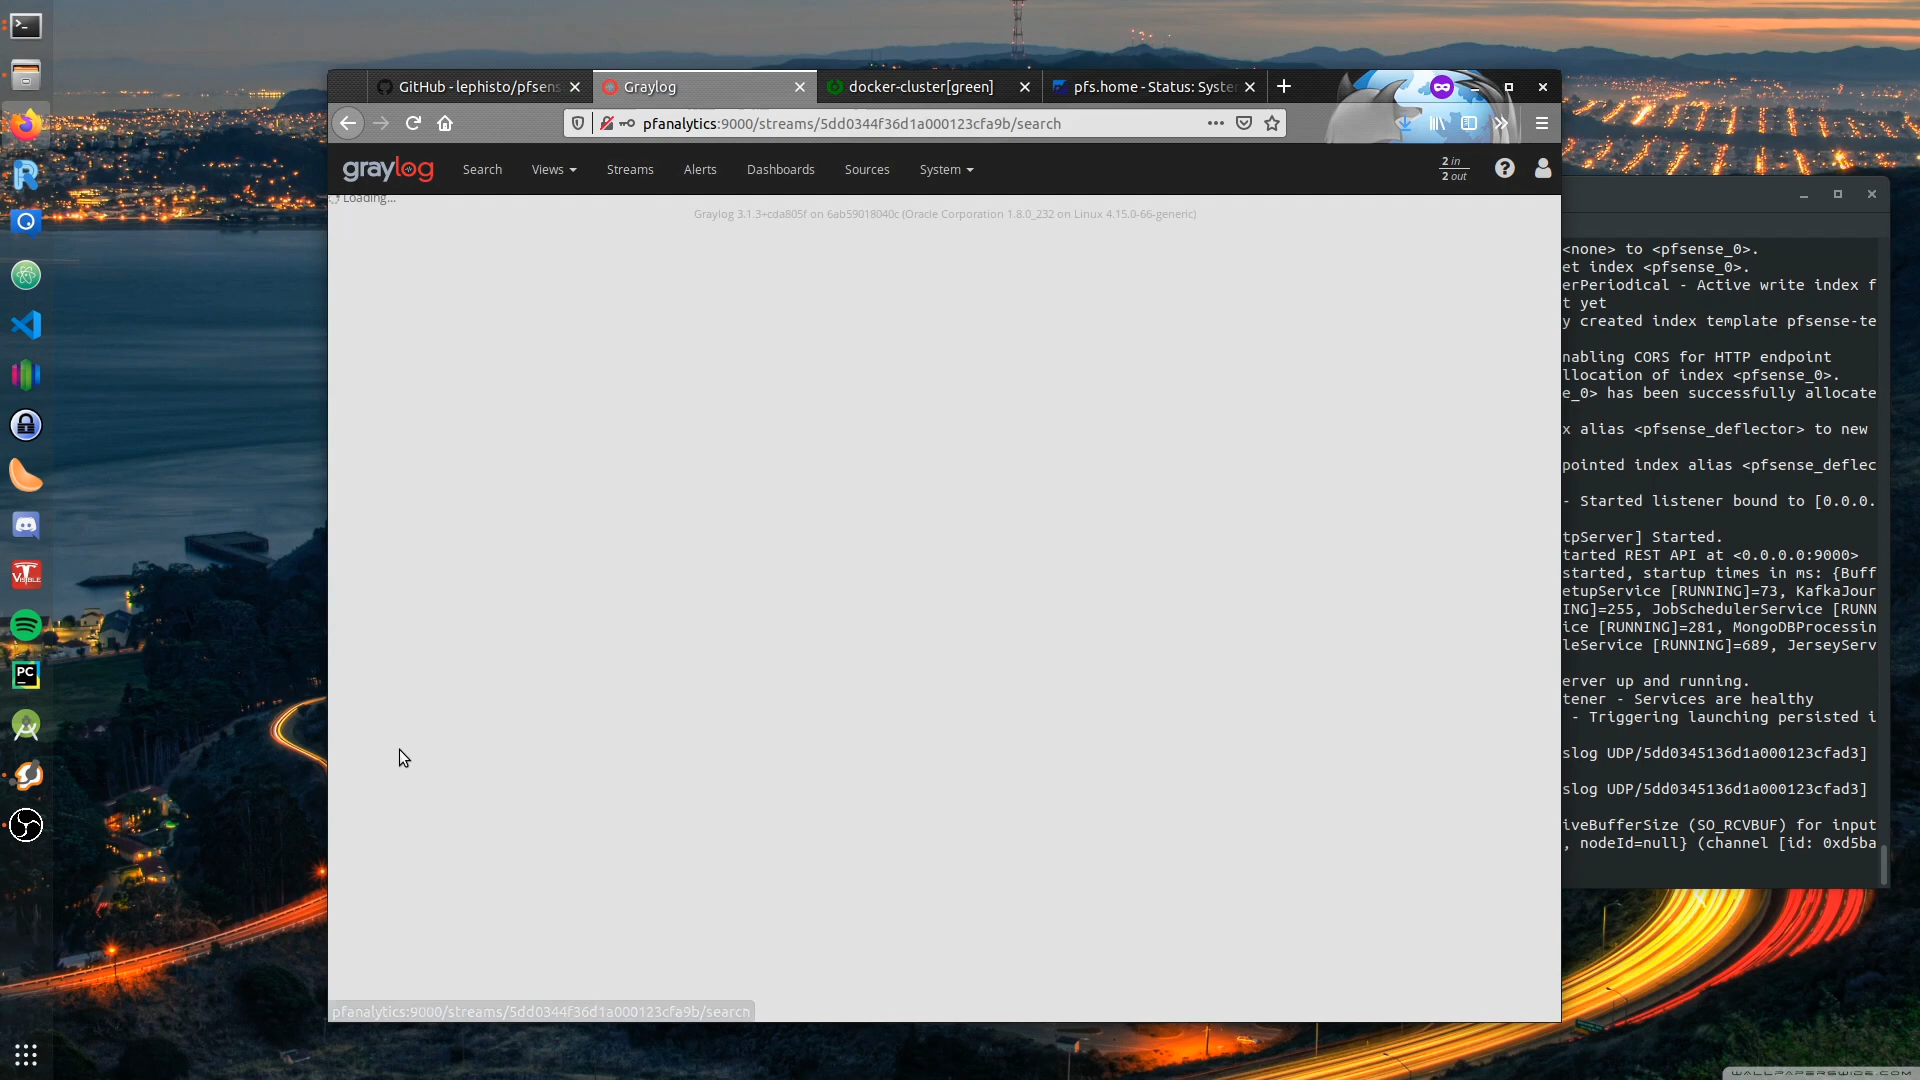 GitHub - lephisto/pfsens
Graylog
docker-cluster[green]
pfs.home - Status: Syste
pfanalytics:9000/streams/5dd0344f36d1a000123cfa9b/search
graylog
Search
Views
Streams
Alerts
Dashboards
Sources
System
2 in
2 out
Loading...
Graylog 3.1.3+cda805f on 6ab59018040c (Oracle Corporation 1.8.0_232 on Linux 4.15.0-66-generic)
<none> to <pfsense_0>.
et index <pfsense_0>.
erPeriodical - Active write index f
t yet
y created index template pfsense-te
nabling CORS for HTTP endpoint
llocation of index <pfsense_0>.
e_0> has been successfully allocate
x alias <pfsense_deflector> to new
pointed index alias <pfsense_deflec
- Started listener bound to [0.0.0.
tpServer] Started.
tarted REST API at <0.0.0.0:9000>
started, startup times in ms: {Buff
etupService [RUNNING]=73, KafkaJour
ING]=255, JobSchedulerService [RUNN
ice [RUNNING]=281, MongoDBProcessin
leService [RUNNING]=689, JerseyServ
erver up and running.
tener - Services are healthy
- Triggering launching persisted i
slog UDP/5dd0345136d1a000123cfad3]
slog UDP/5dd0345136d1a000123cfad3]
iveBufferSize (SO_RCVBUF) for input
, nodeId=null} (channel [id: 0xd5ba
VISIBLE
PC
pfanalytics:9000/streams/5dd0344f36d1a000123cfa9b/search
WALLPAPERSWIDE.COM